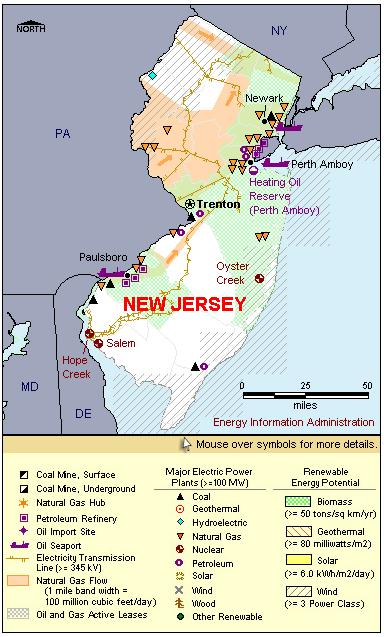 NORTH
NY
Newark
PA
Perth Amboy
Heating Oil
Reserve
(Perth Amboy)
Trenton
Paulsboro
Oyster
Creek
NEW JERSEY
Salem
Hope
Creek
MD
DE
0 25 50
miles
Energy Information Administration
Mouse over symbols for more details.
Coal Mine, Surface
Coal Mine, Underground
Natural Gas Hub
Petroleum Refinery
Oil Import Site
Oil Seaport
Electricity Transmission
Line (>= 345 kV)
Natural Gas Flow
(1 mile band width =
100 million cubic feet/day)
Oil and Gas Active Leases
Major Electric Power
Plants (>=100 MW)
Coal
Geothermal
Hydroelectric
Natural Gas
Nuclear
Petroleum
Solar
Wind
Wood
Other Renewable
Renewable
Energy Potential
Biomass
(>= 50 tons/sq km/yr)
Geothermal
(>= 80 milliwatts/m2)
Solar
(>= 6.0 kWh/m2/day)
Wind
(>= 3 Power Class)